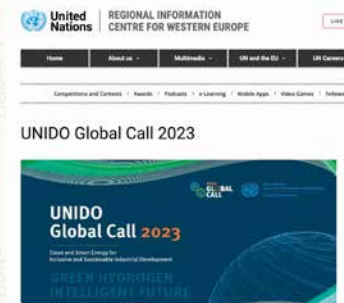 United Nations
REGIONAL INFORMATION
CENTRE FOR WESTERN EUROPE
LIVE
Home About us Multimedia UN and the EU UN Careers
Competitions and Contests | Awards | Podcasts | e-Learning | Mobile Apps | Video Games | Fellows
UNIDO Global Call 2023
GLOBAL
CALL
UNIDO
Global Call 2023
Clean and Smart Energy for
Inclusive and Sustainable Industrial Development
GREEN HYDROGEN
INTELLIGENT FUTURE